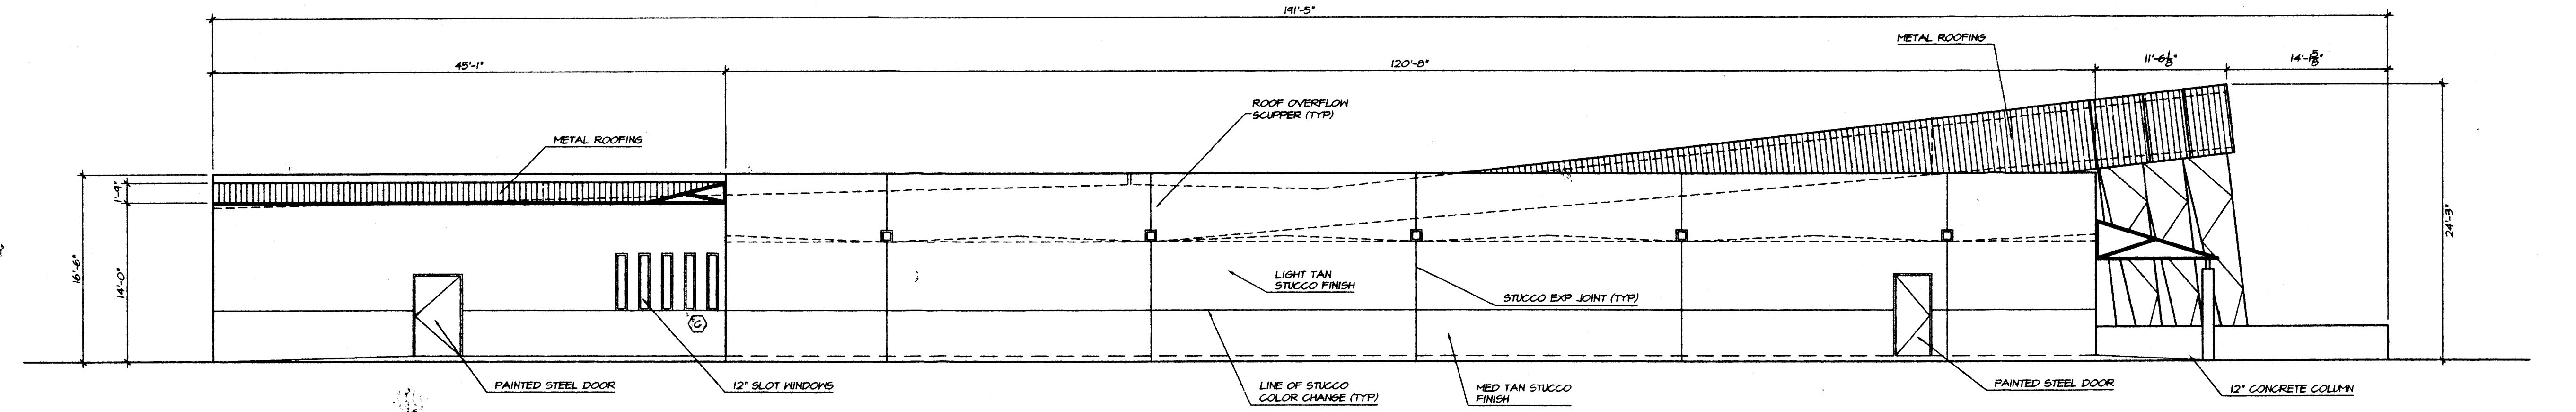 191'-5"
METAL ROOFING
45'-1"
120'-8"
11'-6 1/8"
14'-1 5/8"
ROOF OVERFLOW
SCUPPER (TYP)
METAL ROOFING
1'-9"
16'-6"
14'-0"
24'-3"
LIGHT TAN
STUCCO FINISH
STUCCO EXP JOINT (TYP)
G
PAINTED STEEL DOOR
12" SLOT WINDOWS
LINE OF STUCCO
COLOR CHANGE (TYP)
MED TAN STUCCO
FINISH
PAINTED STEEL DOOR
12" CONCRETE COLUMN